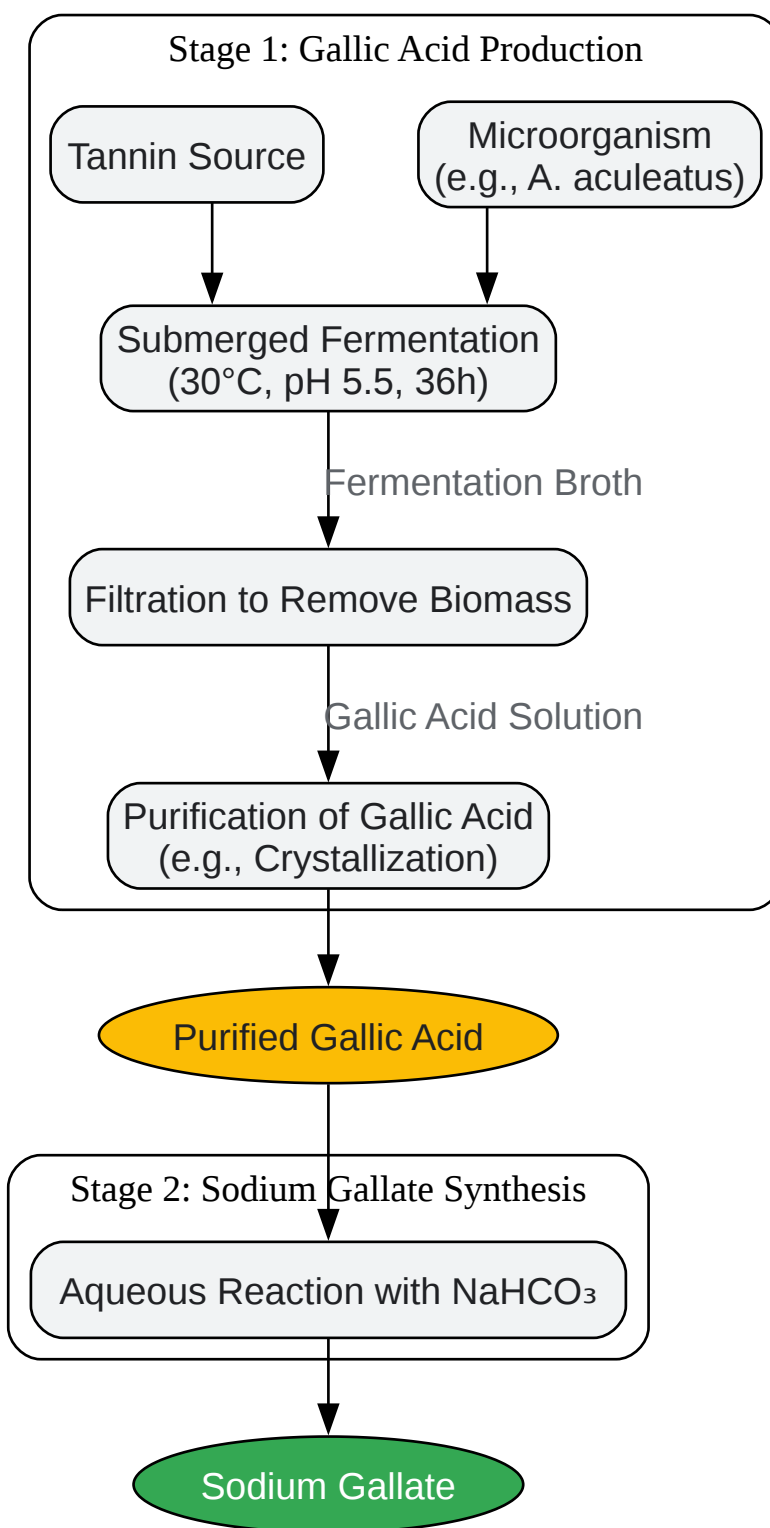 Stage 1: Gallic Acid Production
Tannin Source
Microorganism
(e.g., A. aculeatus)
Submerged Fermentation
(30°C, pH 5.5, 36h)
Fermentation Broth
Filtration to Remove Biomass
Gallic Acid Solution
Purification of Gallic Acid
(e.g., Crystallization)
Purified Gallic Acid
Stage 2: Sodium Gallate Synthesis
Aqueous Reaction with NaHCO₃
Sodium Gallate